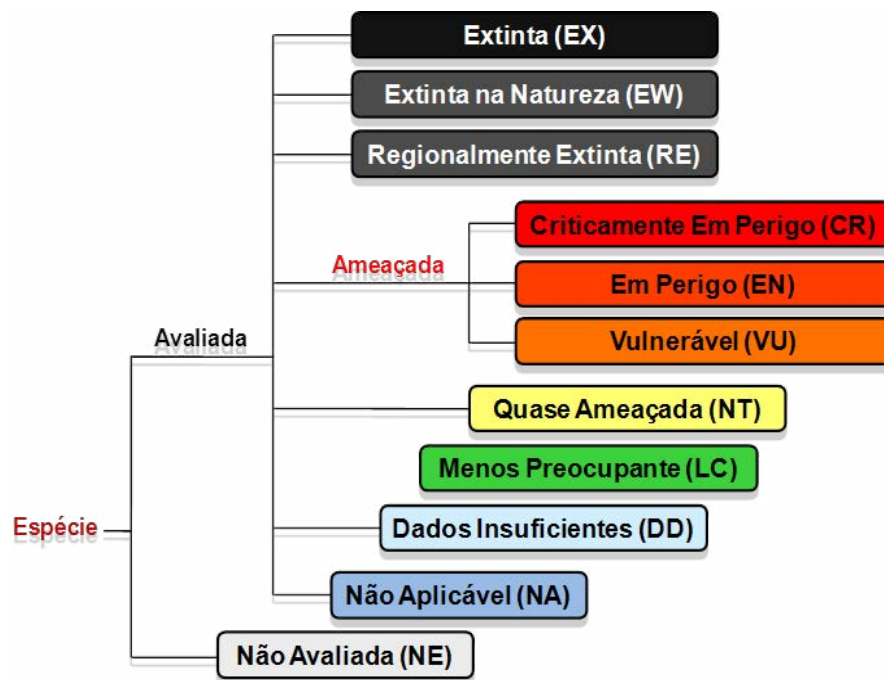 Extinta (EX)
Extinta na Natureza (EW)
Regionalmente Extinta (RE)
Criticamente Em Perigo (CR)
Ameaçada
Em Perigo (EN)
Vulnerável (VU)
Avaliada
Quase Ameaçada (NT)
Menos Preocupante (LC)
Espécie
Dados Insuficientes (DD)
Não Aplicável (NA)
Não Avaliada (NE)